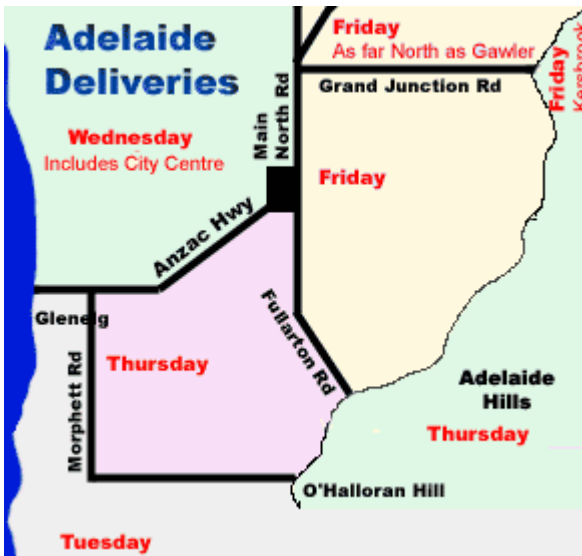 Adelaide
Deliveries
Wednesday
Includes City Centre
Main
North Rd
Friday
As far North as Gawler
Grand Junction Rd
Friday
Kersbrook
Friday
Anzac Hwy
Glenelg
Thursday
Fullarton Rd
Morphett Rd
Adelaide
Hills
Thursday
O'Halloran Hill
Tuesday